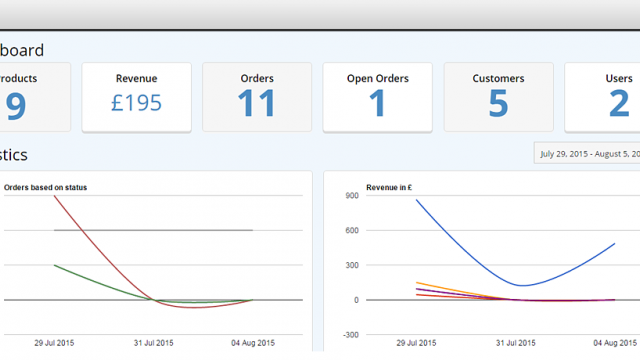 board
roducts Revenue Orders Open Orders Customers Users
9 £195 11 1 5 2
stics
July 29, 2015 - August 5, 20
Orders based on status
29 Jul 2015 31 Jul 2015 04 Aug 2015
Revenue in £
900
600
300
0
-300
29 Jul 2015 31 Jul 2015 04 Aug 2015